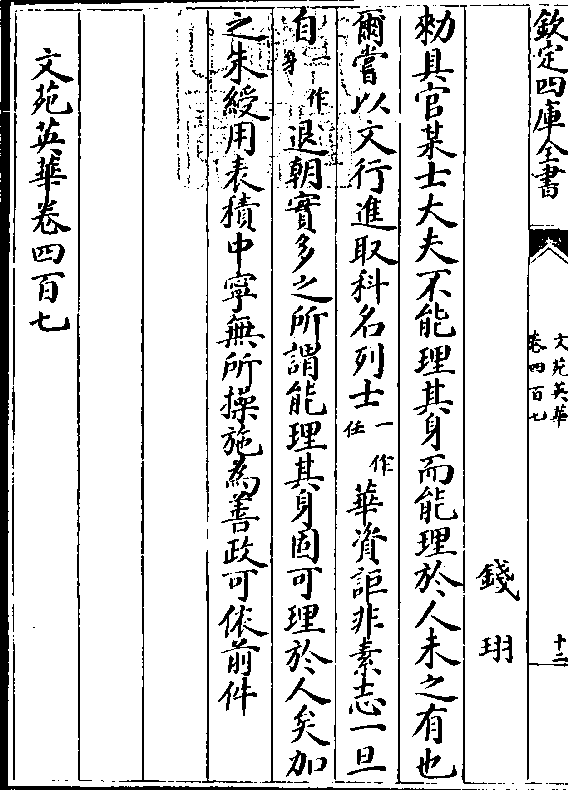 欽定四庫全書
文苑英華
卷四百七
十二
錢珝
勑具官某士大夫不能理其身而能理於人未之有也
爾嘗以文行進取科名列士一作仕華資詎非素志一旦
自一作身退朝實多之所謂能理其身固可理於人矣加
之朱綬用表積中寧無所操施為善政可依前件
文苑英華卷四百七